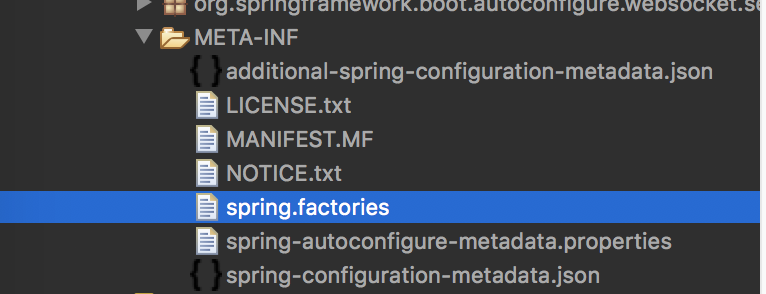 org.springframework.boot.autoconfigure.websocket.se
META-INF
additional-spring-configuration-metadata.json
LICENSE.txt
MANIFEST.MF
NOTICE.txt
spring.factories
spring-autoconfigure-metadata.properties
spring-configuration-metadata.json